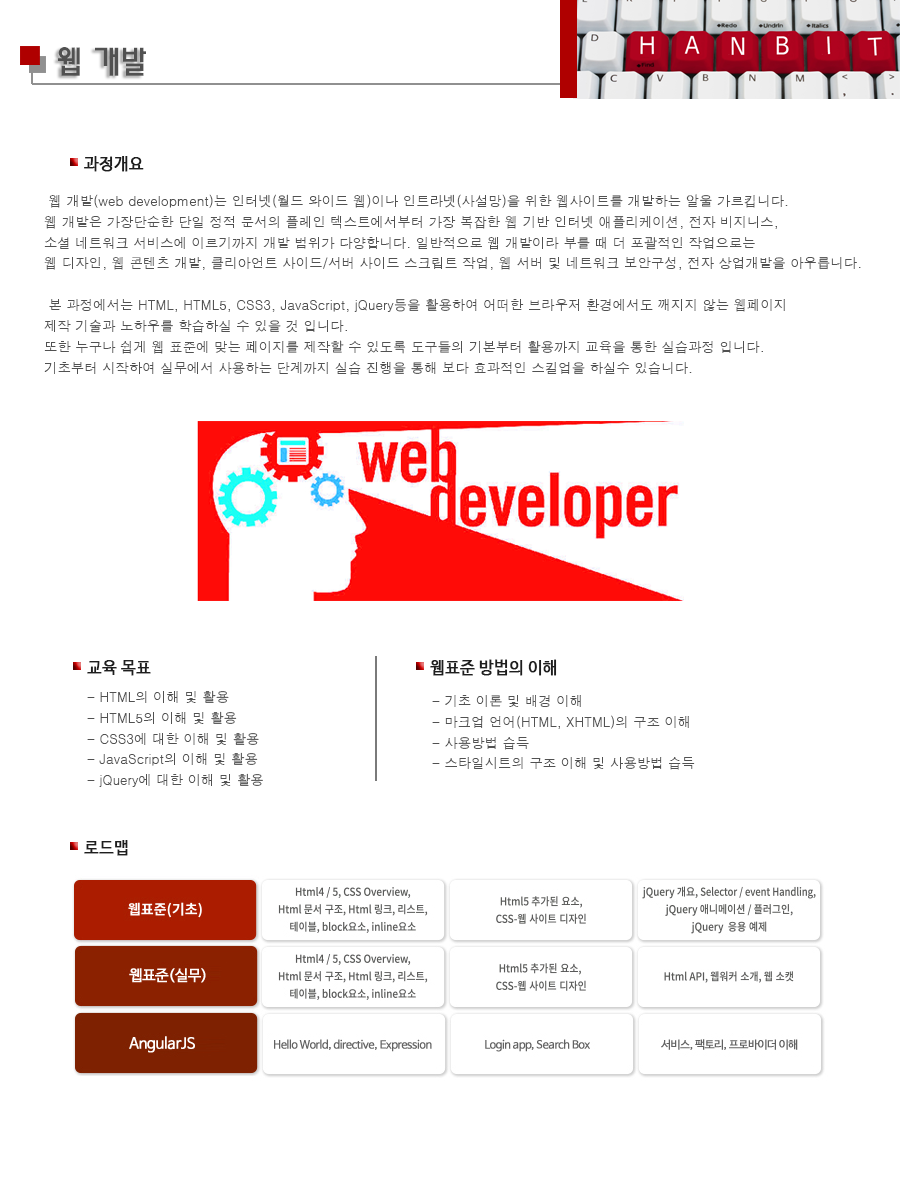 웹 개발
Redo
Undrin
Italics
D
H A N B I T
Find
C V B N M < >
, .
과정개요
웹 개발(web development)는 인터넷(월드 와이드 웹)이나 인트라넷(사설망)을 위한 웹사이트를 개발하는 알울 가르킵니다.
웹 개발은 가장단순한 단일 정적 문서의 플레인 텍스트에서부터 가장 복잡한 웹 기반 인터넷 애플리케이션, 전자 비지니스,
소셜 네트워크 서비스에 이르기까지 개발 범위가 다양합니다. 일반적으로 웹 개발이라 부를 때 더 포괄적인 작업으로는
웹 디자인, 웹 콘텐츠 개발, 클리아언트 사이드/서버 사이드 스크립트 작업, 웹 서버 및 네트워크 보안구성, 전자 상업개발을 아우릅니다.
본 과정에서는 HTML, HTML5, CSS3, JavaScript, jQuery등을 활용하여 어떠한 브라우저 환경에서도 깨지지 않는 웹페이지
제작 기술과 노하우를 학습하실 수 있을 것 입니다.
또한 누구나 쉽게 웹 표준에 맞는 페이지를 제작할 수 있도록 도구들의 기본부터 활용까지 교육을 통한 실습과정 입니다.
기초부터 시작하여 실무에서 사용하는 단계까지 실습 진행을 통해 보다 효과적인 스킬업을 하실수 있습니다.
web
developer
교육 목표
- HTML의 이해 및 활용
- HTML5의 이해 및 활용
- CSS3에 대한 이해 및 활용
- JavaScript의 이해 및 활용
- jQuery에 대한 이해 및 활용
웹표준 방법의 이해
- 기초 이론 및 배경 이해
- 마크업 언어(HTML, XHTML)의 구조 이해
- 사용방법 습득
- 스타일시트의 구조 이해 및 사용방법 습득
로드맵
웹표준(기초)
Html4 / 5, CSS Overview,
Html 문서 구조, Html 링크, 리스트,
테이블, block요소, inline요소
Html5 추가된 요소,
CSS-웹 사이트 디자인
jQuery 개요, Selector / event Handling,
jQuery 애니메이션 / 플러그인,
jQuery 응용 예제
웹표준(실무)
Html4 / 5, CSS Overview,
Html 문서 구조, Html 링크, 리스트,
테이블, block요소, inline요소
Html5 추가된 요소,
CSS-웹 사이트 디자인
Html API, 웹워커 소개, 웹 소캣
AngularJS
Hello World, directive, Expression
Login app, Search Box
서비스, 팩토리, 프로바이더 이해